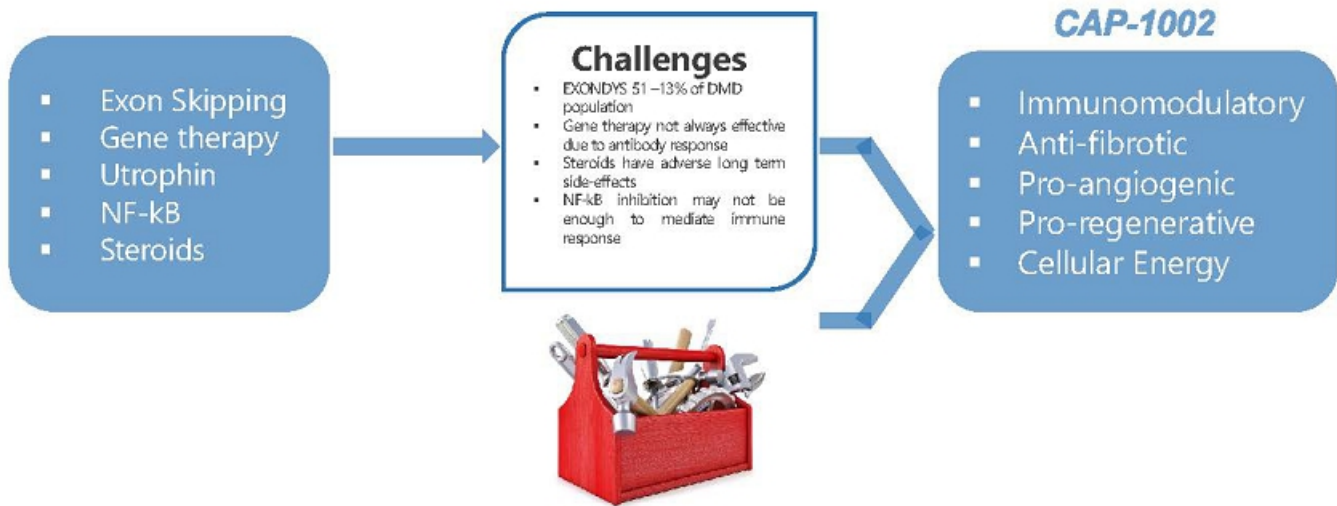 ▪ Exon Skipping
▪ Gene therapy
▪ Utrophin
▪ NF-kB
▪ Steroids
Challenges
▪ EXONDYS 51 –13% of DMD
population
▪ Gene therapy not always effective
due to antibody response
▪ Steroids have adverse long term
side-effects
▪ NF-kB inhibition may not be
enough to mediate immune
response
CAP-1002
▪ Immunomodulatory
▪ Anti-fibrotic
▪ Pro-angiogenic
▪ Pro-regenerative
▪ Cellular Energy